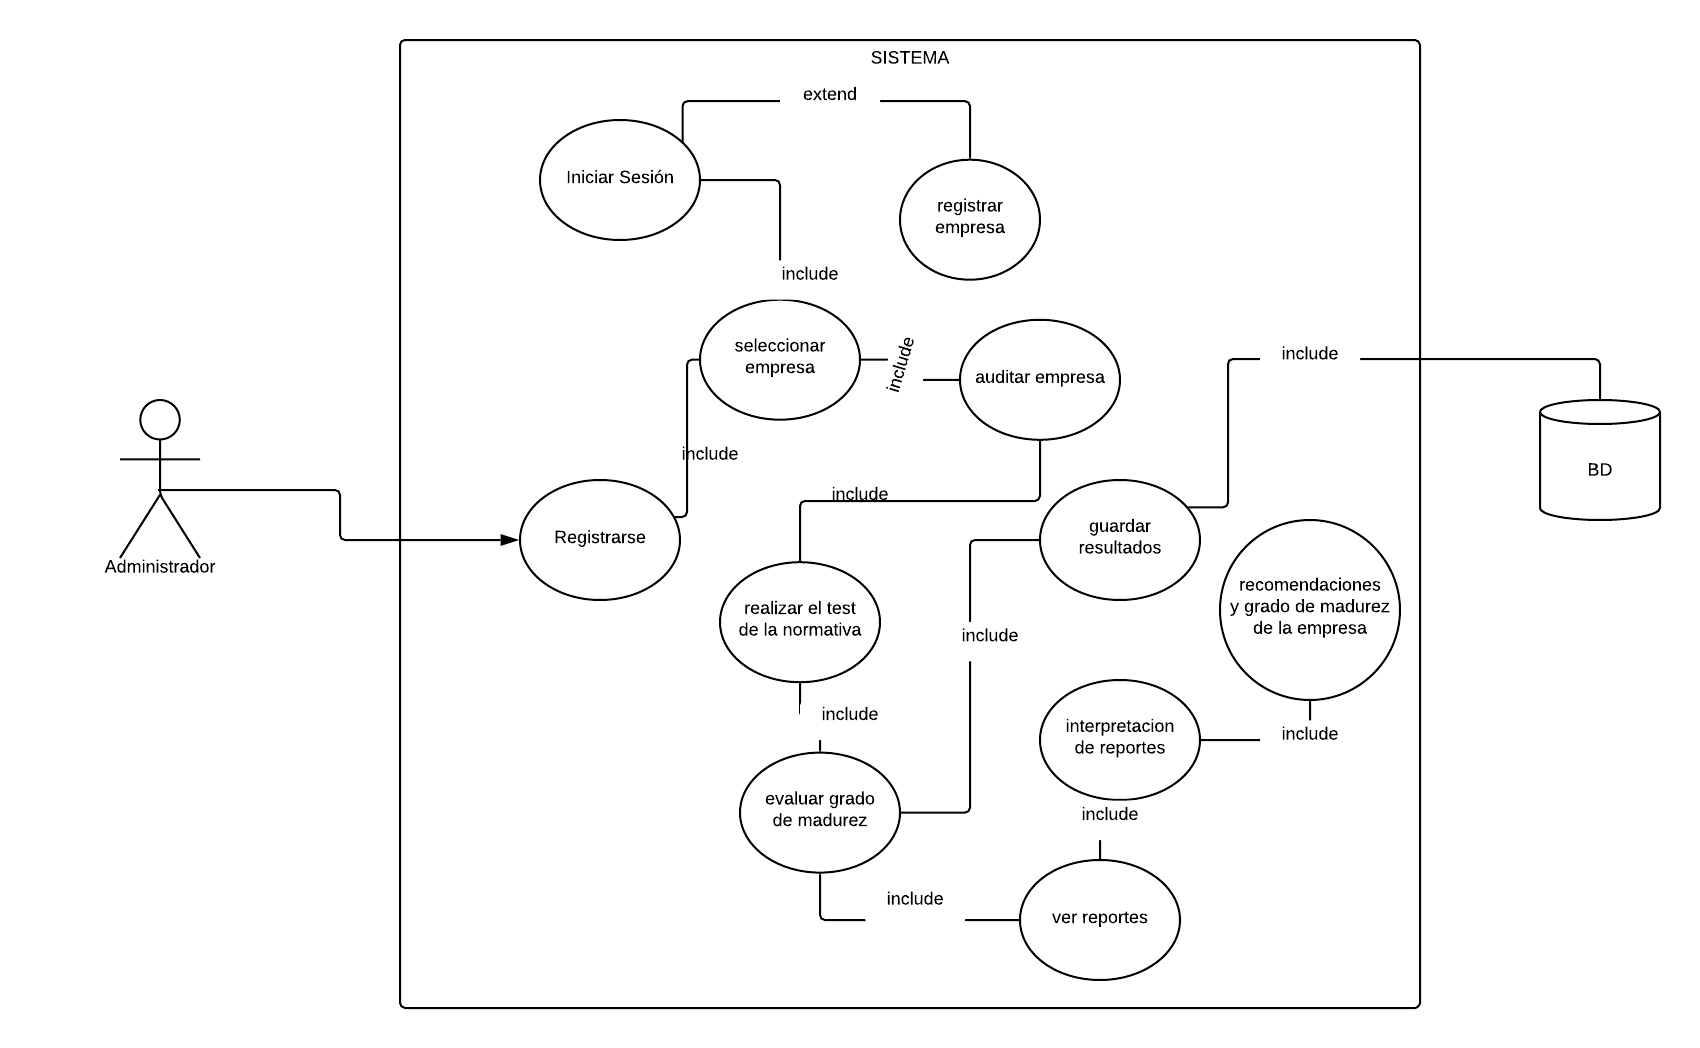 SISTEMA
extend
Iniciar Sesión
registrar
empresa
include
seleccionar
empresa
include
auditar empresa
include
include
include
Administrador
Registrarse
guardar
resultados
BD
realizar el test
de la normativa
recomendaciones
y grado de madurez
de la empresa
include
include
interpretacion
de reportes
include
evaluar grado
de madurez
include
include
ver reportes